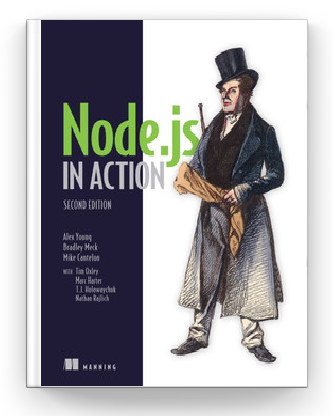 Node.js
IN ACTION
SECOND EDITION
Alex Young
Bradley Meck
Mike Cantelon
WITH Tim Oxley
Marc Harter
T.J. Holowaychuk
Nathan Rajlich
MANNING